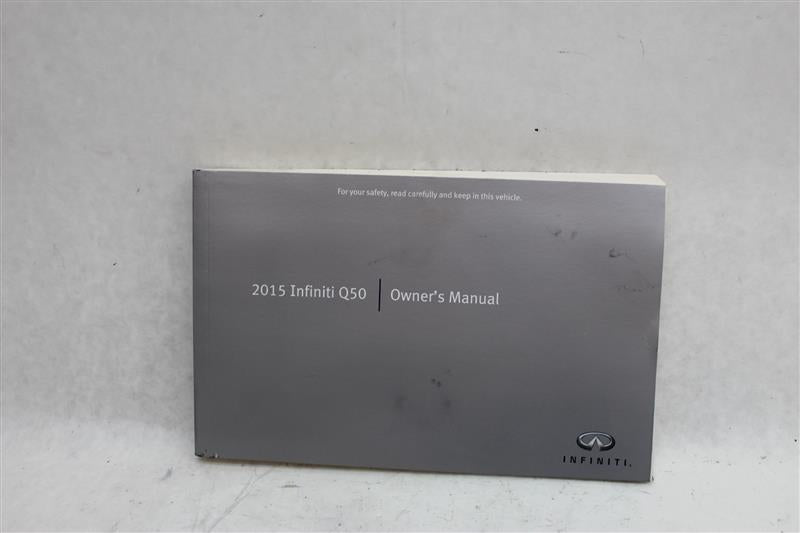 For your safety, read carefully and keep in this vehicle.
2015 Infiniti Q50 | Owner's Manual
INFINITI.